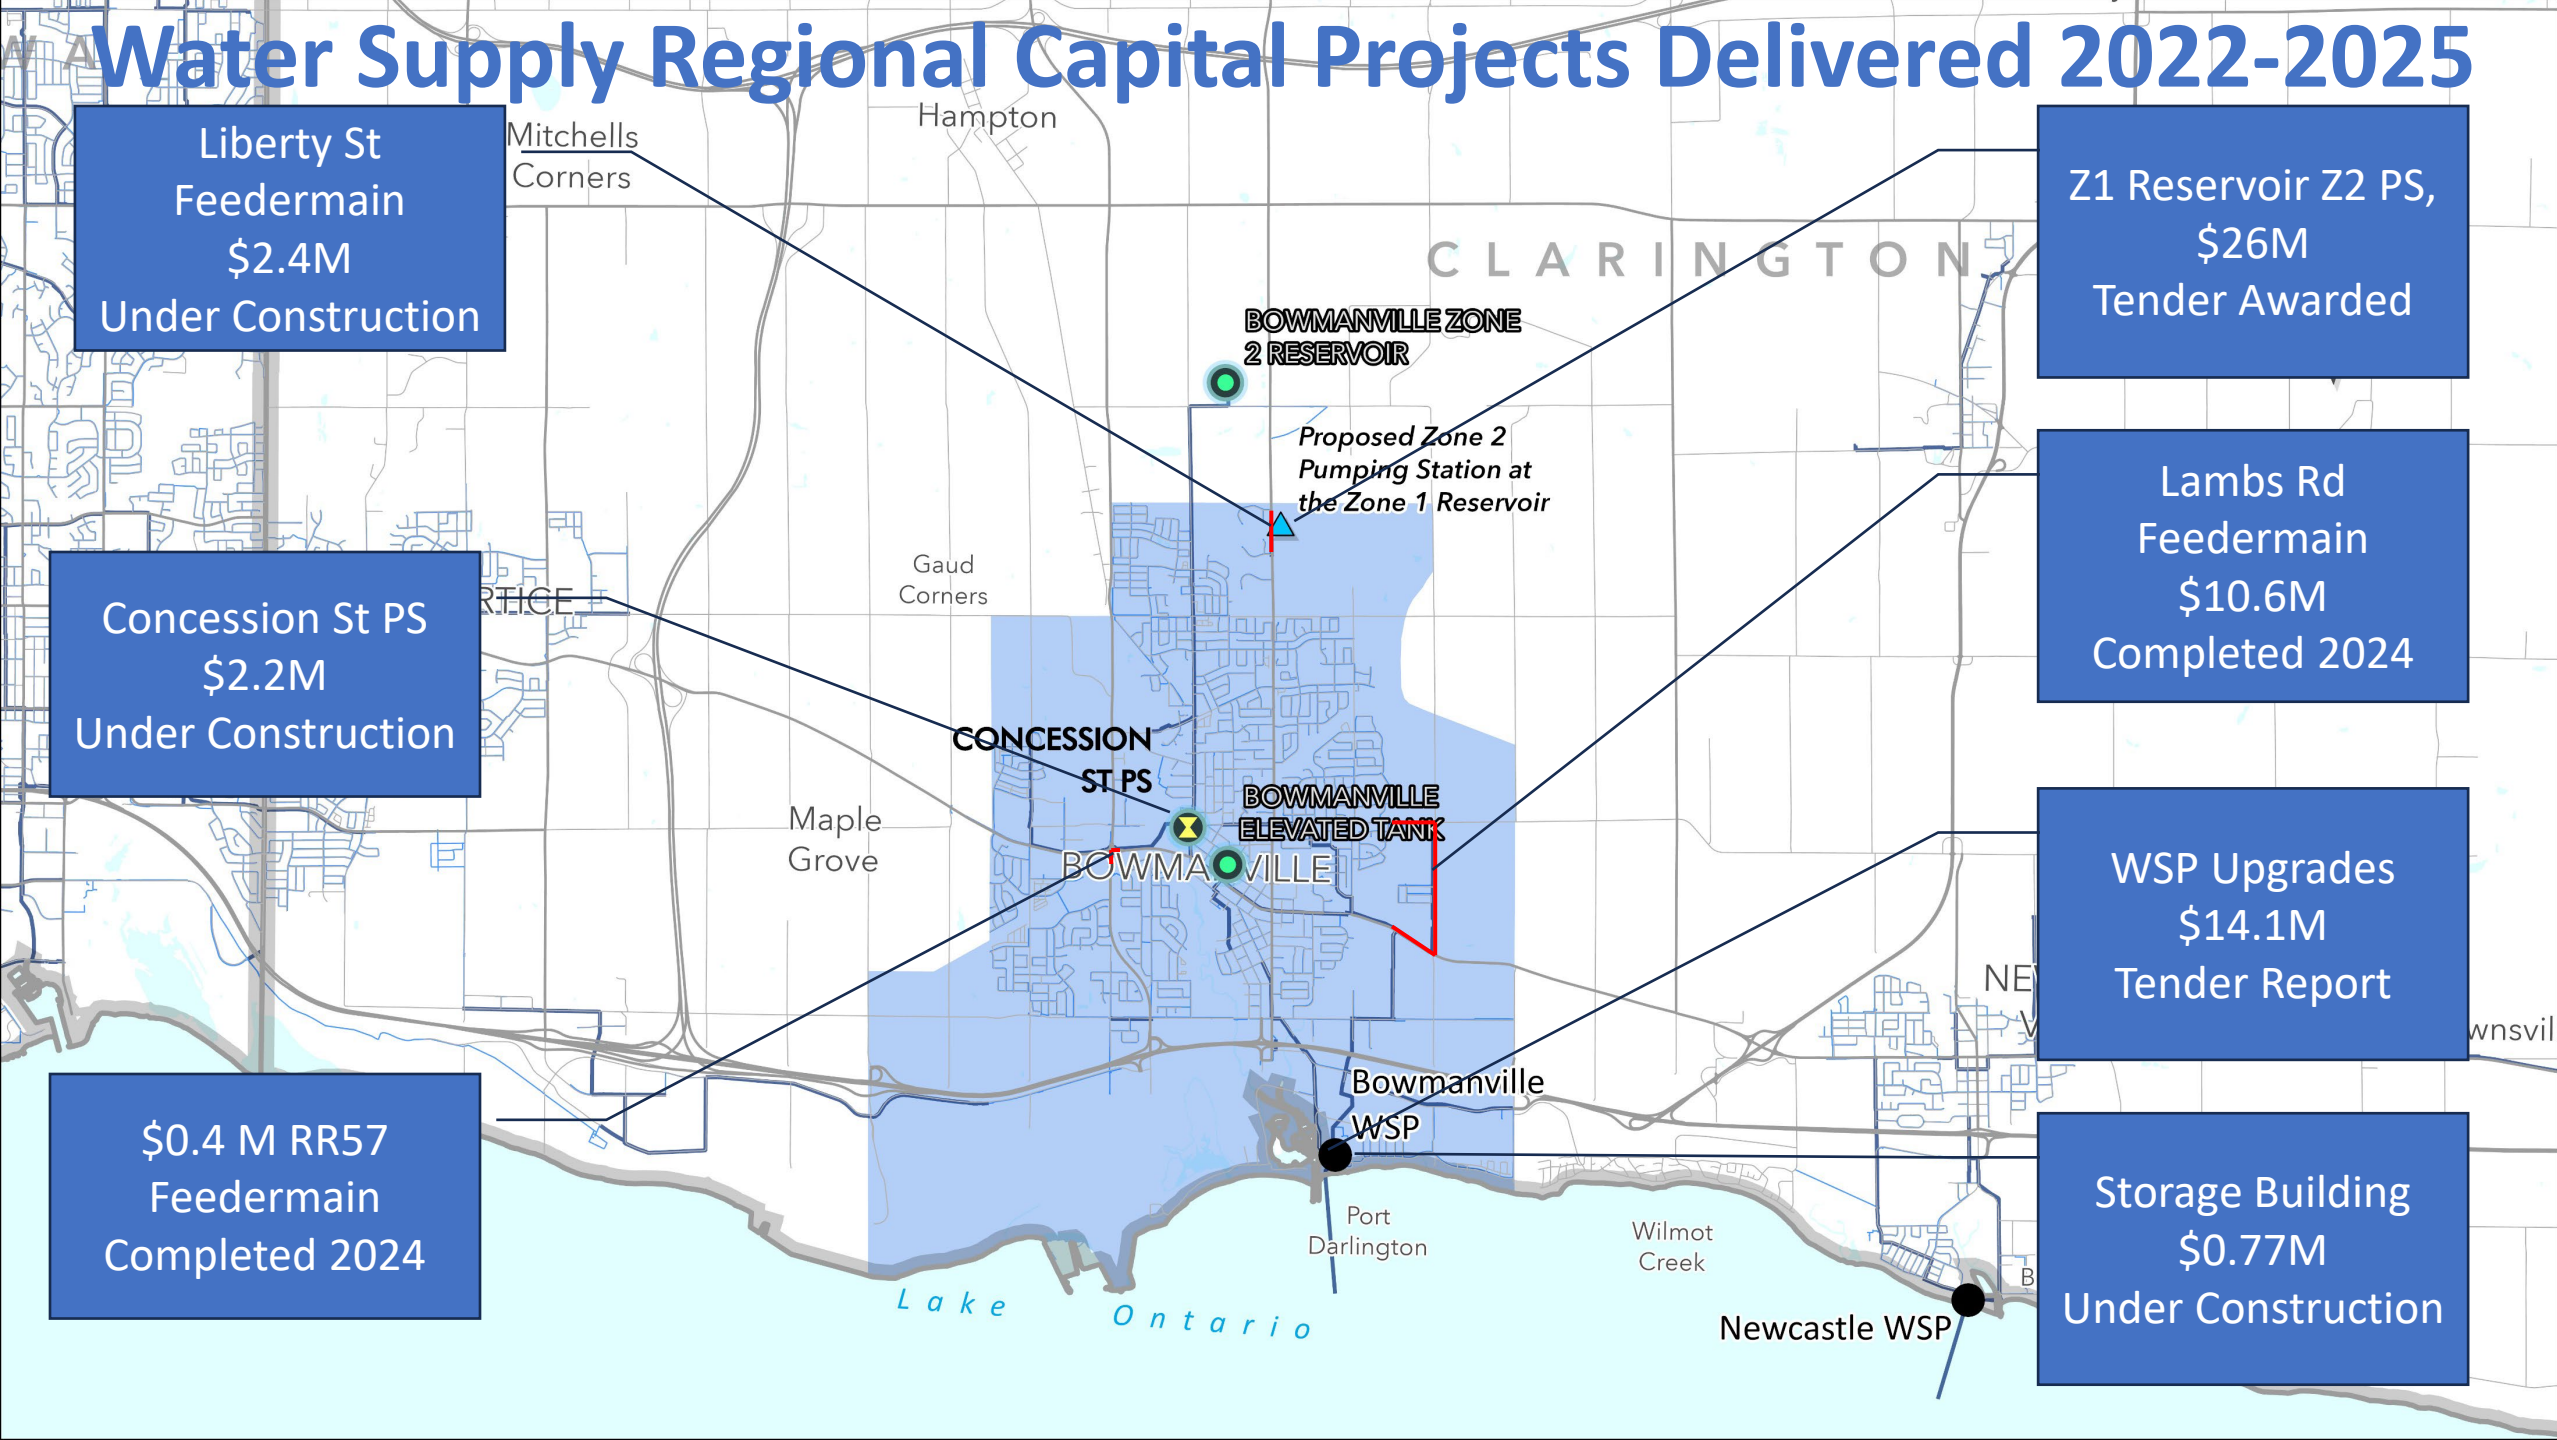 Water Supply Regional Capital Projects Delivered 2022-2025
Liberty St
Feedermain
$2.4M
Under Construction
Mitchells
Corners
Hampton
Z1 Reservoir Z2 PS,
$26M
Tender Awarded
CLARINGTON
BOWMANVILLE ZONE
2 RESERVOIR
Proposed Zone 2
Pumping Station at
the Zone 1 Reservoir
Lambs Rd
Feedermain
$10.6M
Completed 2024
Gaud
Corners
RTICE
Concession St PS
$2.2M
Under Construction
CONCESSION
ST PS
BOWMANVILLE
ELEVATED TANK
Maple
Grove
BOWMANVILLE
WSP Upgrades
$14.1M
Tender Report
NE
V
wnsvil
Bowmanville
WSP
$0.4 M RR57
Feedermain
Completed 2024
Port
Darlington
Wilmot
Creek
Storage Building
$0.77M
Under Construction
B
Lake Ontario
Newcastle WSP